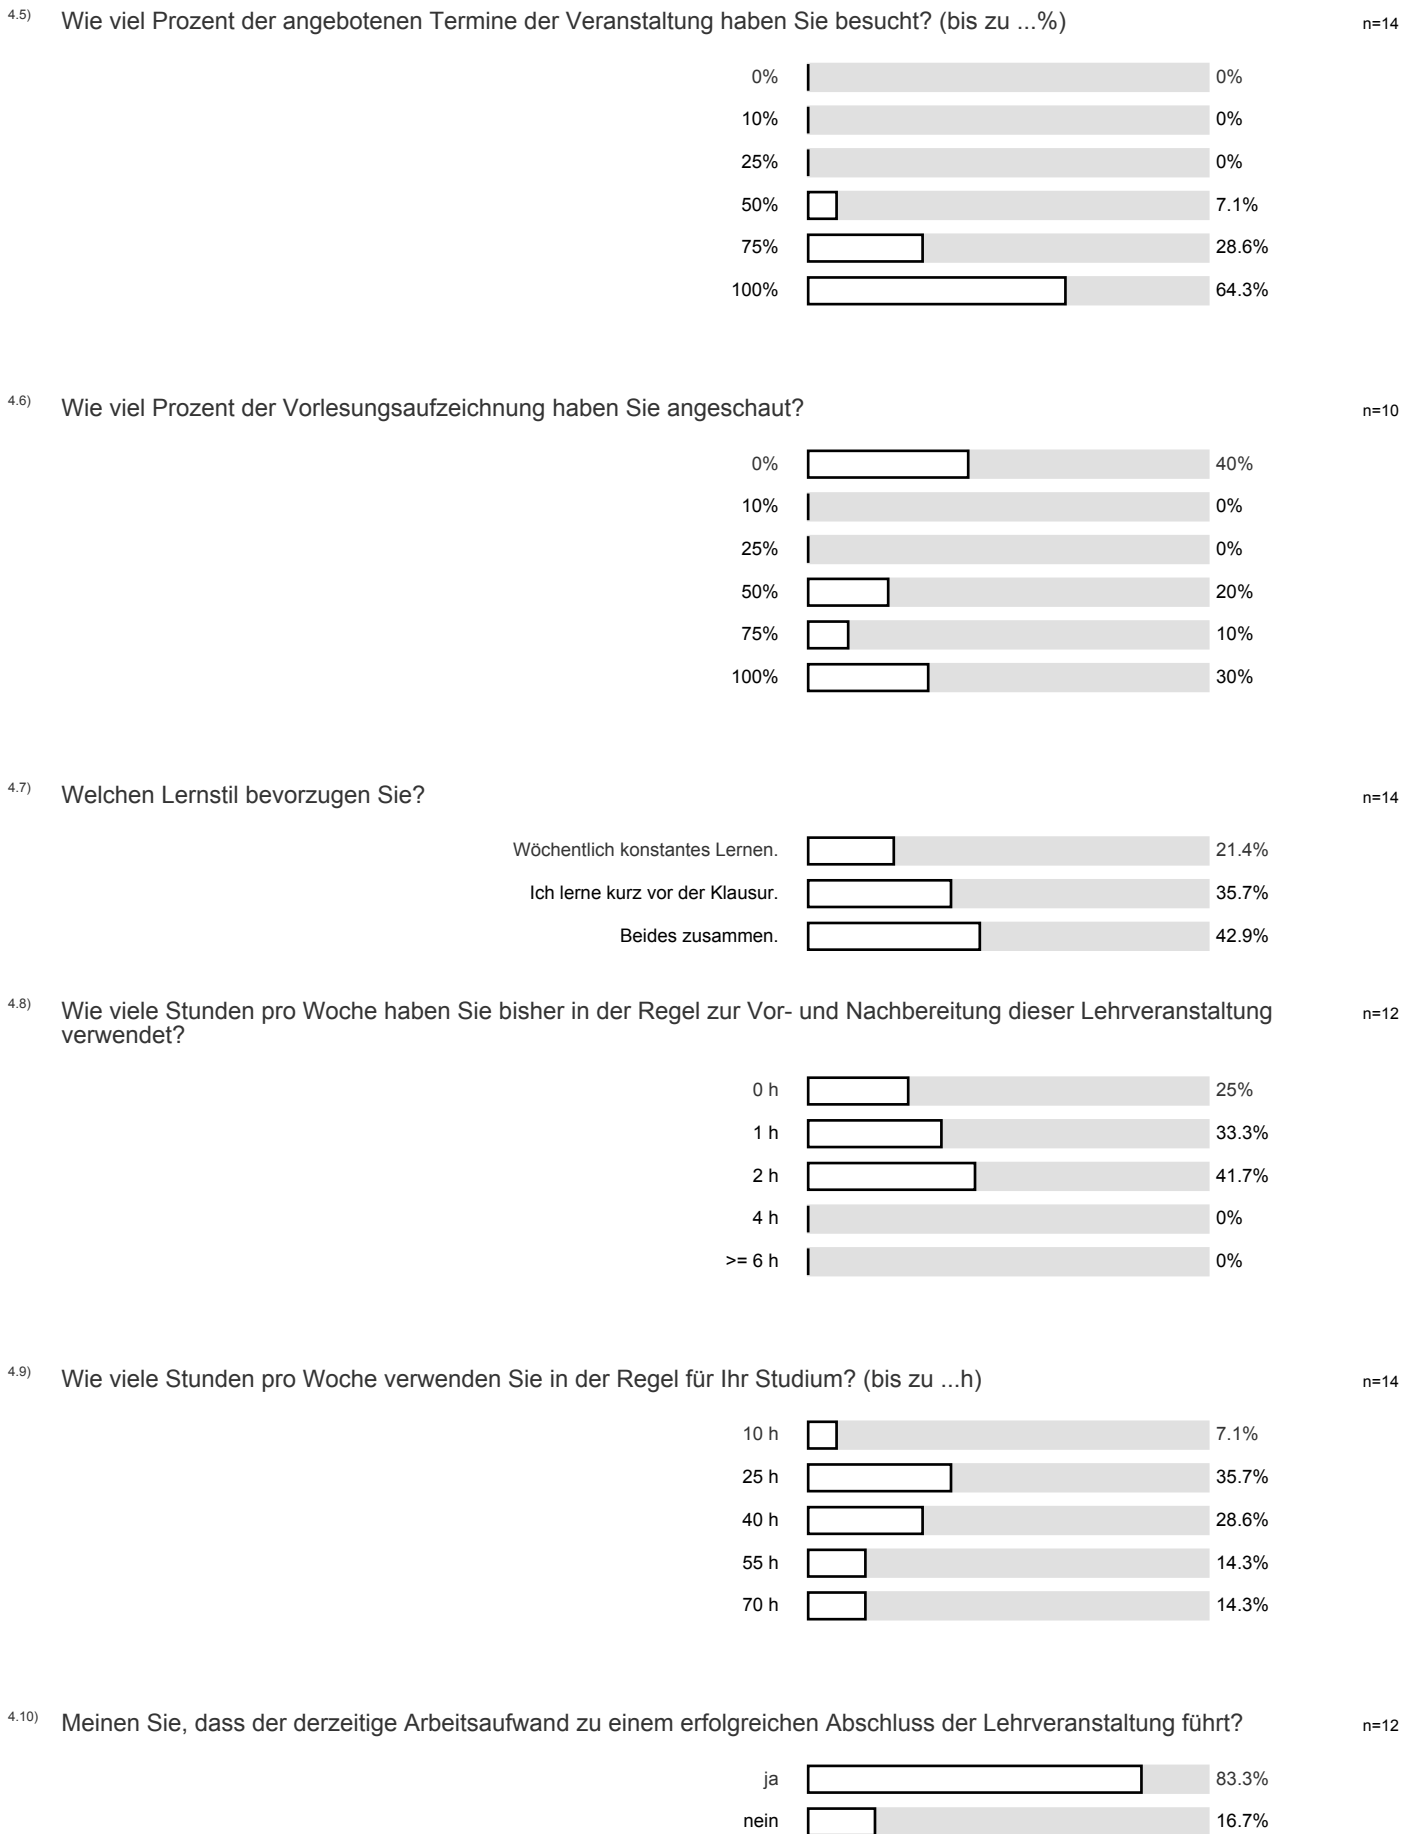 4.5) Wie viel Prozent der angebotenen Termine der Veranstaltung haben Sie besucht? (bis zu ...%) n=14
0% 0%
10% 0%
25% 0%
50% 7.1%
75% 28.6%
100% 64.3%
4.6) Wie viel Prozent der Vorlesungsaufzeichnung haben Sie angeschaut? n=10
0% 40%
10% 0%
25% 0%
50% 20%
75% 10%
100% 30%
4.7) Welchen Lernstil bevorzugen Sie? n=14
Wöchentlich konstantes Lernen. 21.4%
Ich lerne kurz vor der Klausur. 35.7%
Beides zusammen. 42.9%
4.8) Wie viele Stunden pro Woche haben Sie bisher in der Regel zur Vor- und Nachbereitung dieser Lehrveranstaltung n=12
verwendet?
0 h 25%
1 h 33.3%
2 h 41.7%
4 h 0%
>= 6 h 0%
4.9) Wie viele Stunden pro Woche verwenden Sie in der Regel für Ihr Studium? (bis zu ...h) n=14
10 h 7.1%
25 h 35.7%
40 h 28.6%
55 h 14.3%
70 h 14.3%
4.10) Meinen Sie, dass der derzeitige Arbeitsaufwand zu einem erfolgreichen Abschluss der Lehrveranstaltung führt? n=12
ja 83.3%
nein 16.7%